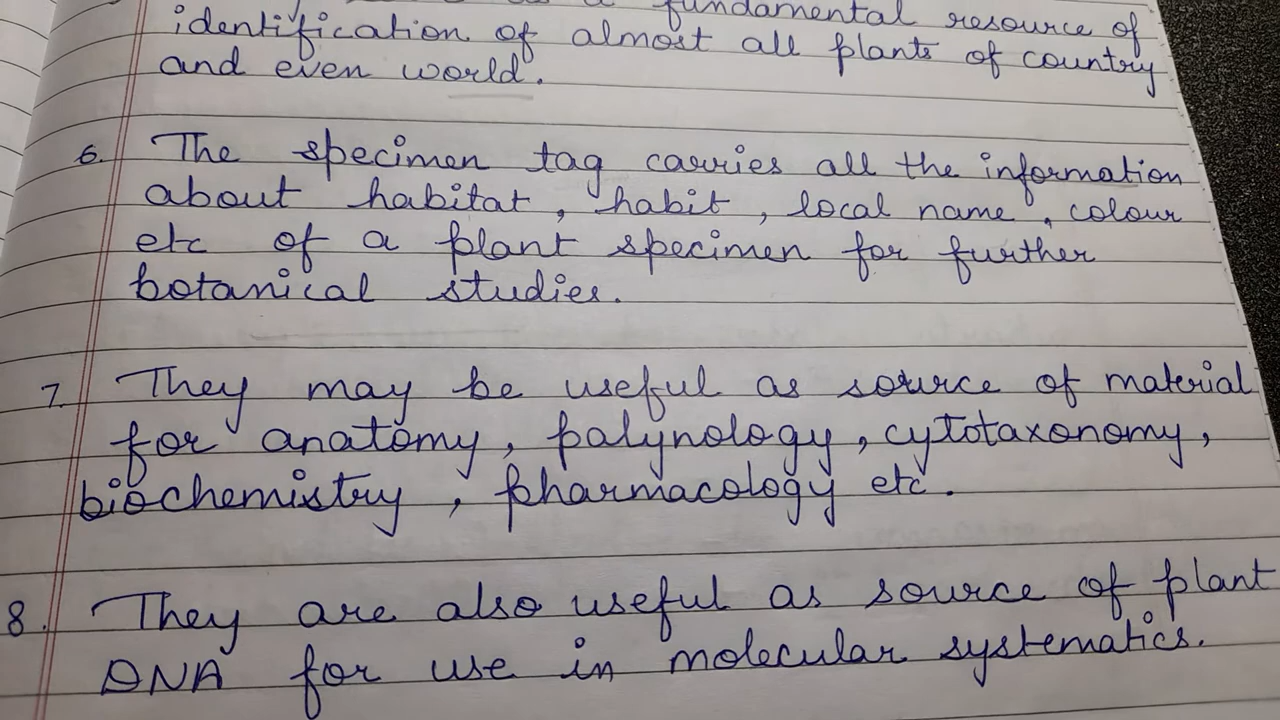 fundamental resource of
identification of almost all plants of country
and even world.
6. The specimen tag carries all the information
about habitat, habit, local name, colour
etc of a plant specimen for further
botanical studies.
7. They may be useful as source of material
for anatomy, palynology, cytotaxonomy,
biochemistry, pharmacology etc.
8. They are also useful as source of plant
DNA for use in molecular systematics.